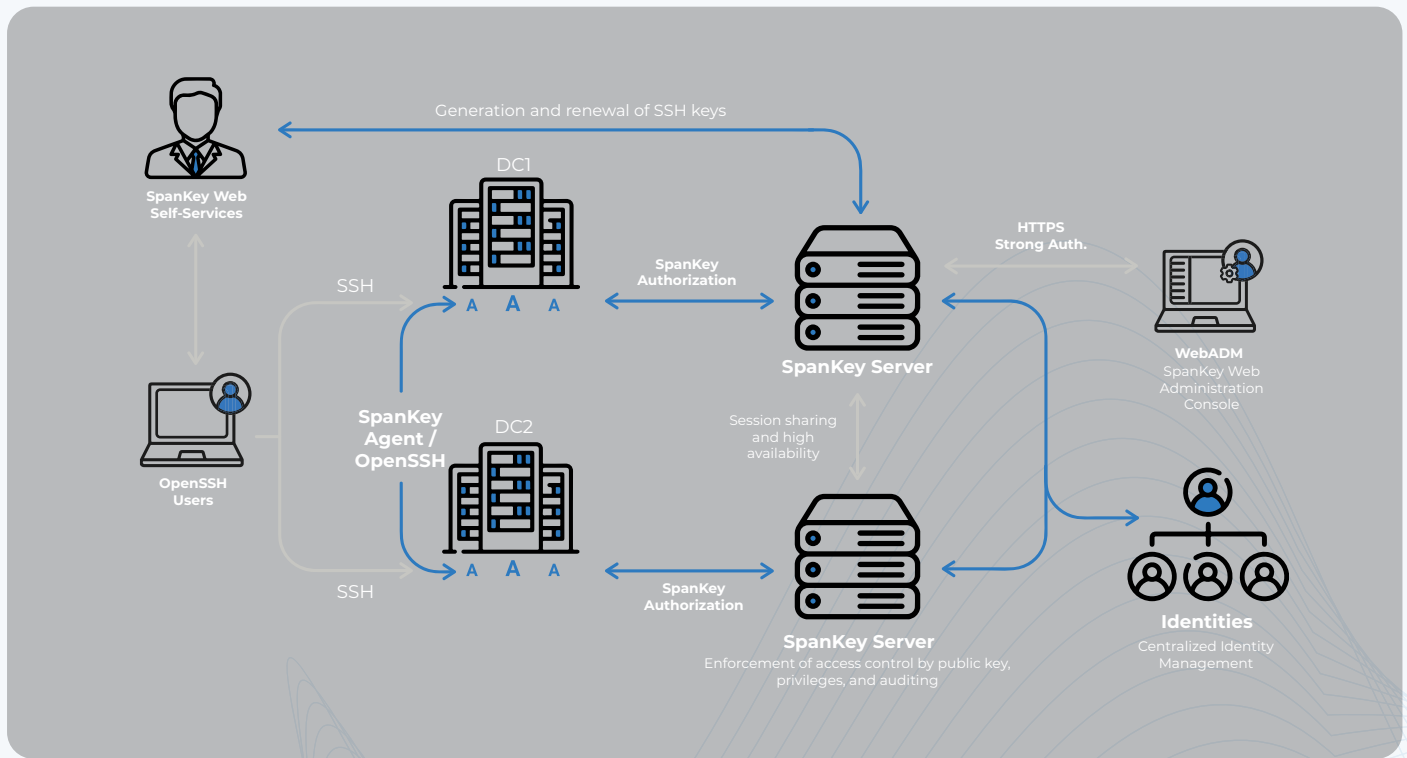 Generation and renewal of SSH keys
DC1
SpanKey Web
Self-Services
HTTPS
Strong Auth.
SpanKey
Authorization
SSH
A A A
WebADM
SpanKey Web
Administration
Console
SpanKey Server
SpanKey
Agent /
OpenSSH
DC2
Session sharing
and high
availability
OpenSSH
Users
A A A
SSH
SpanKey
Authorization
SpanKey Server
Enforcement of access control by public key,
privileges, and auditing
Identities
Centralized Identity
Management